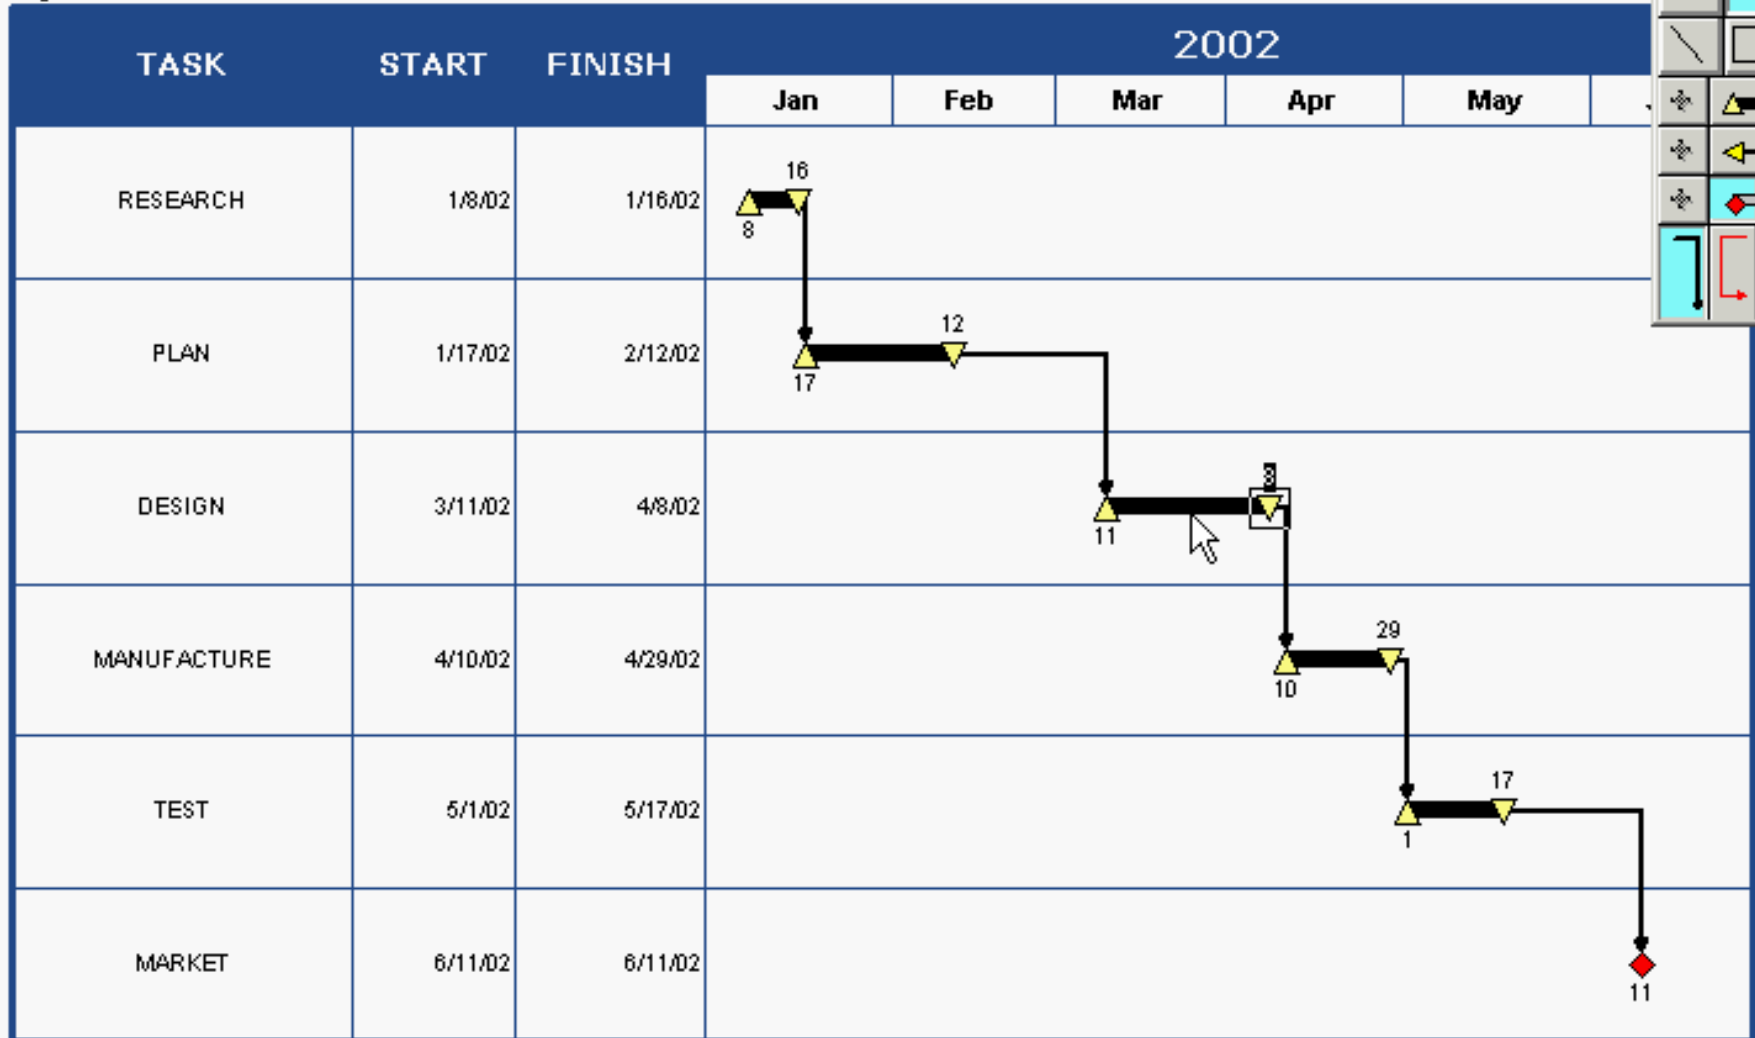 2002
TASK START FINISH
Jan Feb Mar Apr May
16
RESEARCH 1/8/02 1/16/02
8
12
PLAN 1/17/02 2/12/02
17
8
DESIGN 3/11/02 4/8/02
11
29
MANUFACTURE 4/10/02 4/29/02
10
17
TEST 5/1/02 5/17/02
1
MARKET 6/11/02 6/11/02
11